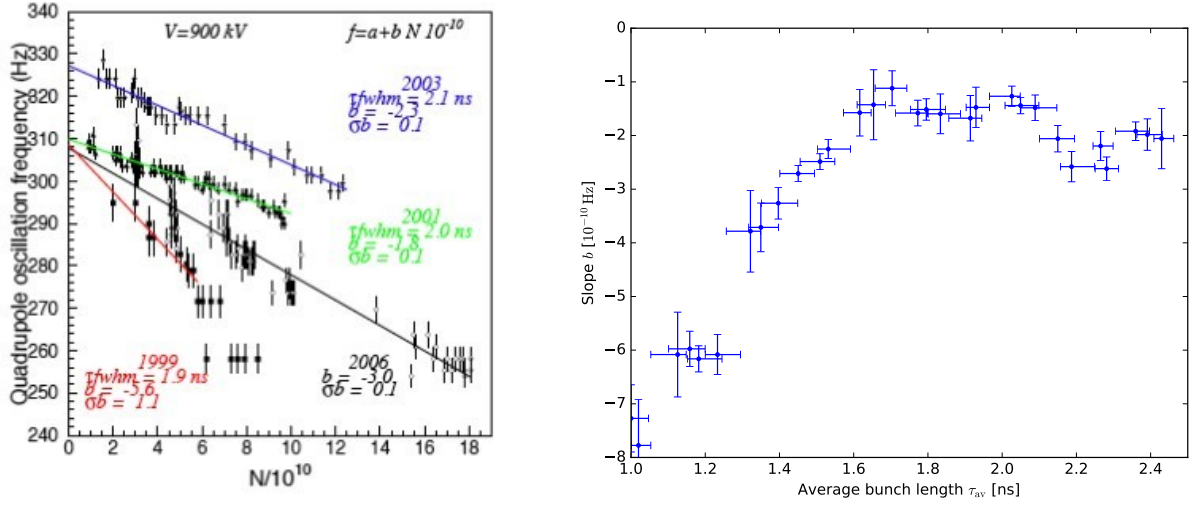 V=900 kV
f=a+b N 10^-10
Quadrupole oscillation frequency (Hz)
340
330
320
310
300
290
280
270
260
250
240
2003
τfwhm = 2.1 ns
b = -2.3
σb = 0.1
2001
τfwhm = 2.0 ns
b = -1.8
σb = 0.1
1999
τfwhm = 1.9 ns
b = -5.6
σb = 1.1
2006
b = -3.0
σb = 0.1
0 2 4 6 8 10 12 14 16 18
N/10^10
Slope b [10^-10 Hz]
0
−1
−2
−3
−4
−5
−6
−7
−8
1.0 1.2 1.4 1.6 1.8 2.0 2.2 2.4
Average bunch length τ_av [ns]